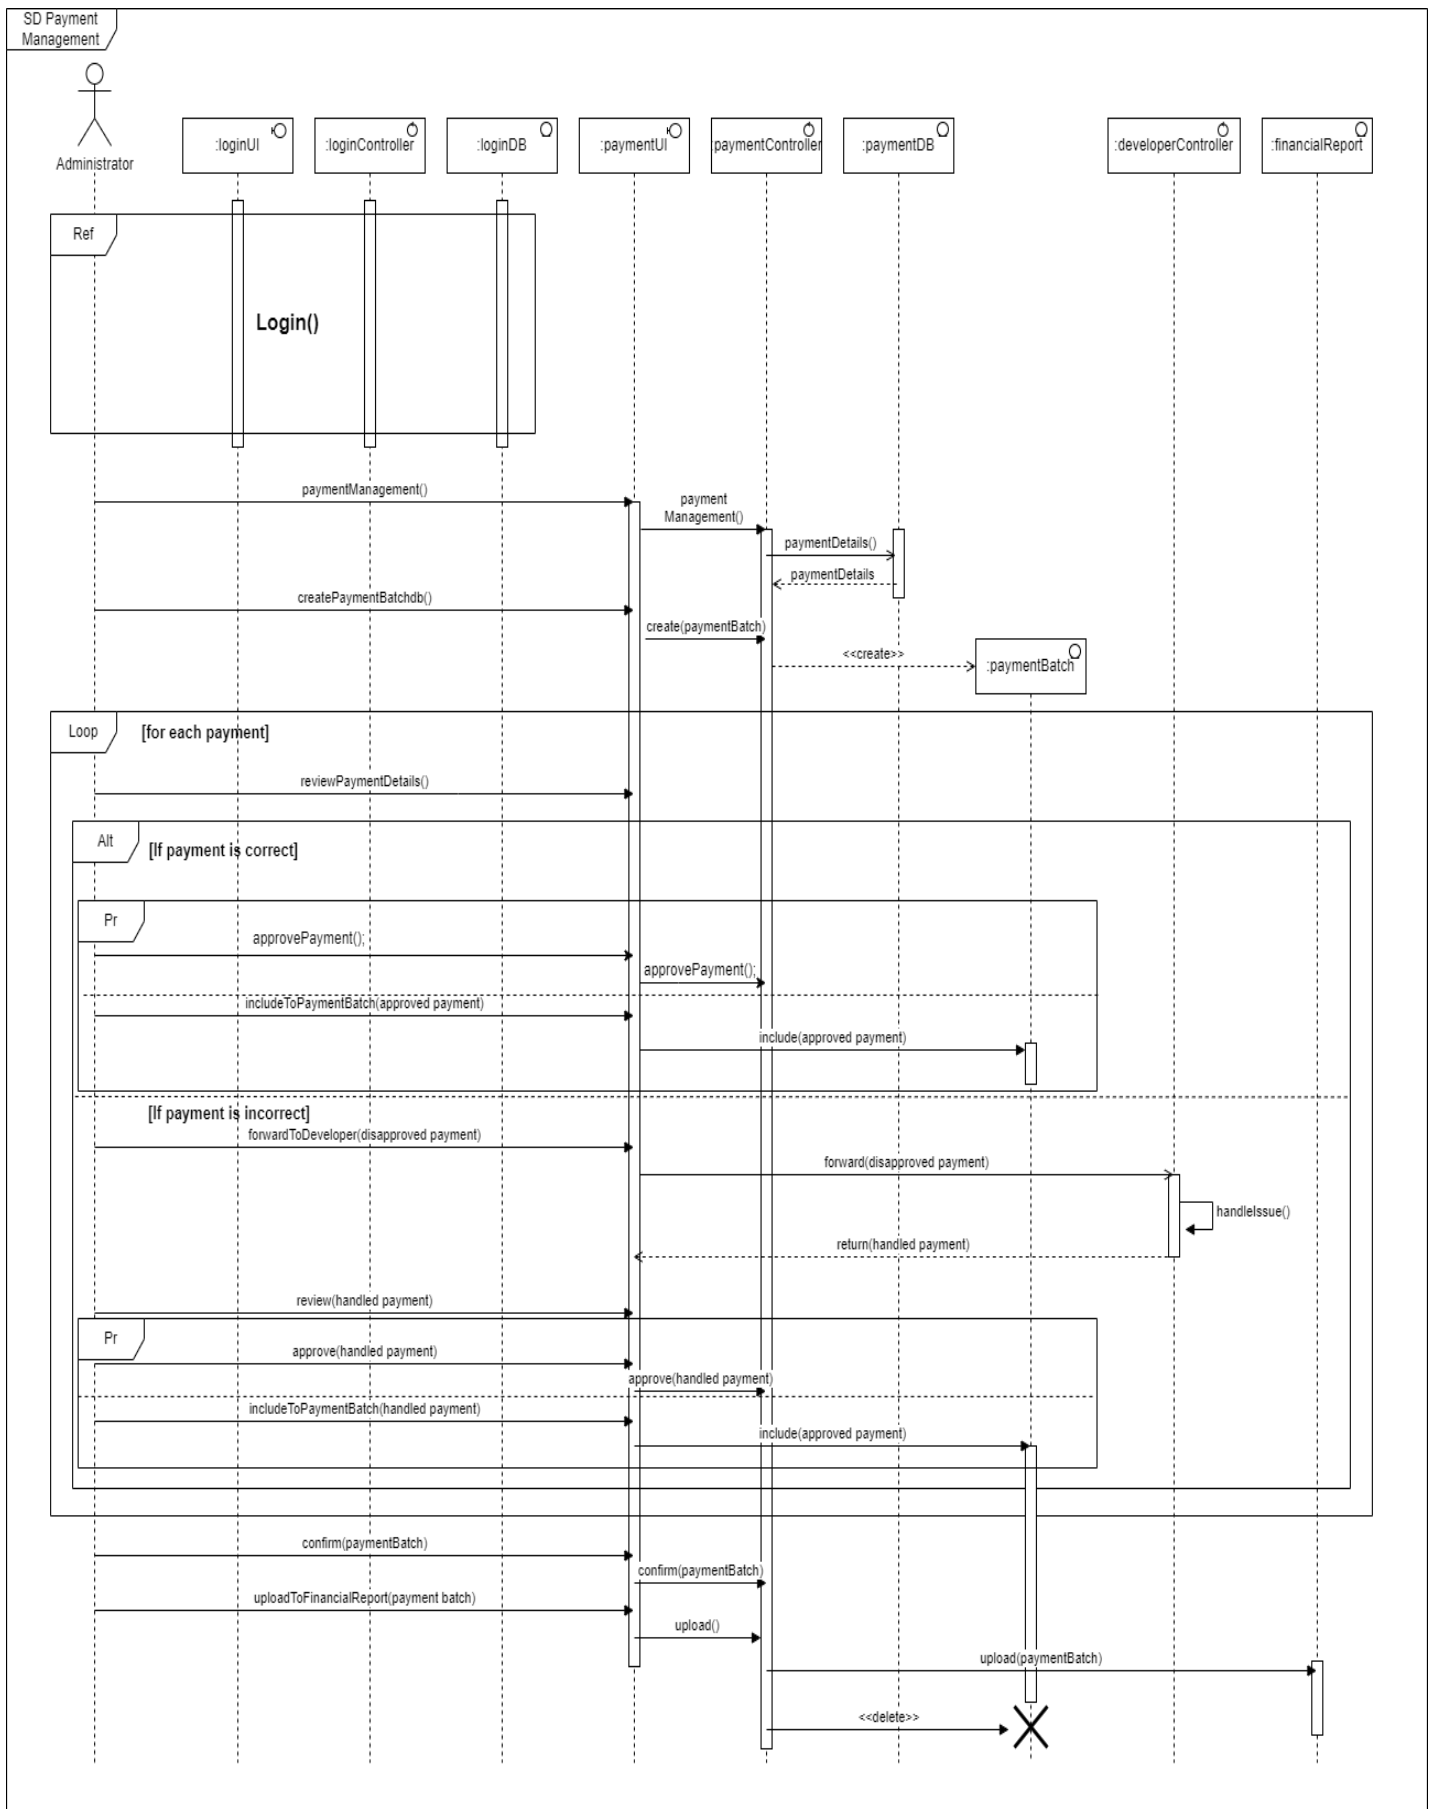 SD Payment
Management
Administrator
:loginUI
:loginController
:loginDB
:paymentUI
:paymentController
:paymentDB
:developerController
:financialReport
Ref
Login()
paymentManagement()
payment
Management()
paymentDetails()
paymentDetails
createPaymentBatchdb()
create(paymentBatch)
<<create>>
:paymentBatch
Loop
[for each payment]
reviewPaymentDetails()
Alt
[If payment is correct]
Pr
approvePayment();
approvePayment();
includeToPaymentBatch(approved payment)
include(approved payment)
[If payment is incorrect]
forwardToDeveloper(disapproved payment)
forward(disapproved payment)
handleIssue()
return(handled payment)
review(handled payment)
Pr
approve(handled payment)
approve(handled payment)
includeToPaymentBatch(handled payment)
include(approved payment)
confirm(paymentBatch)
confirm(paymentBatch)
uploadToFinancialReport(payment batch)
upload()
upload(paymentBatch)
<<delete>>